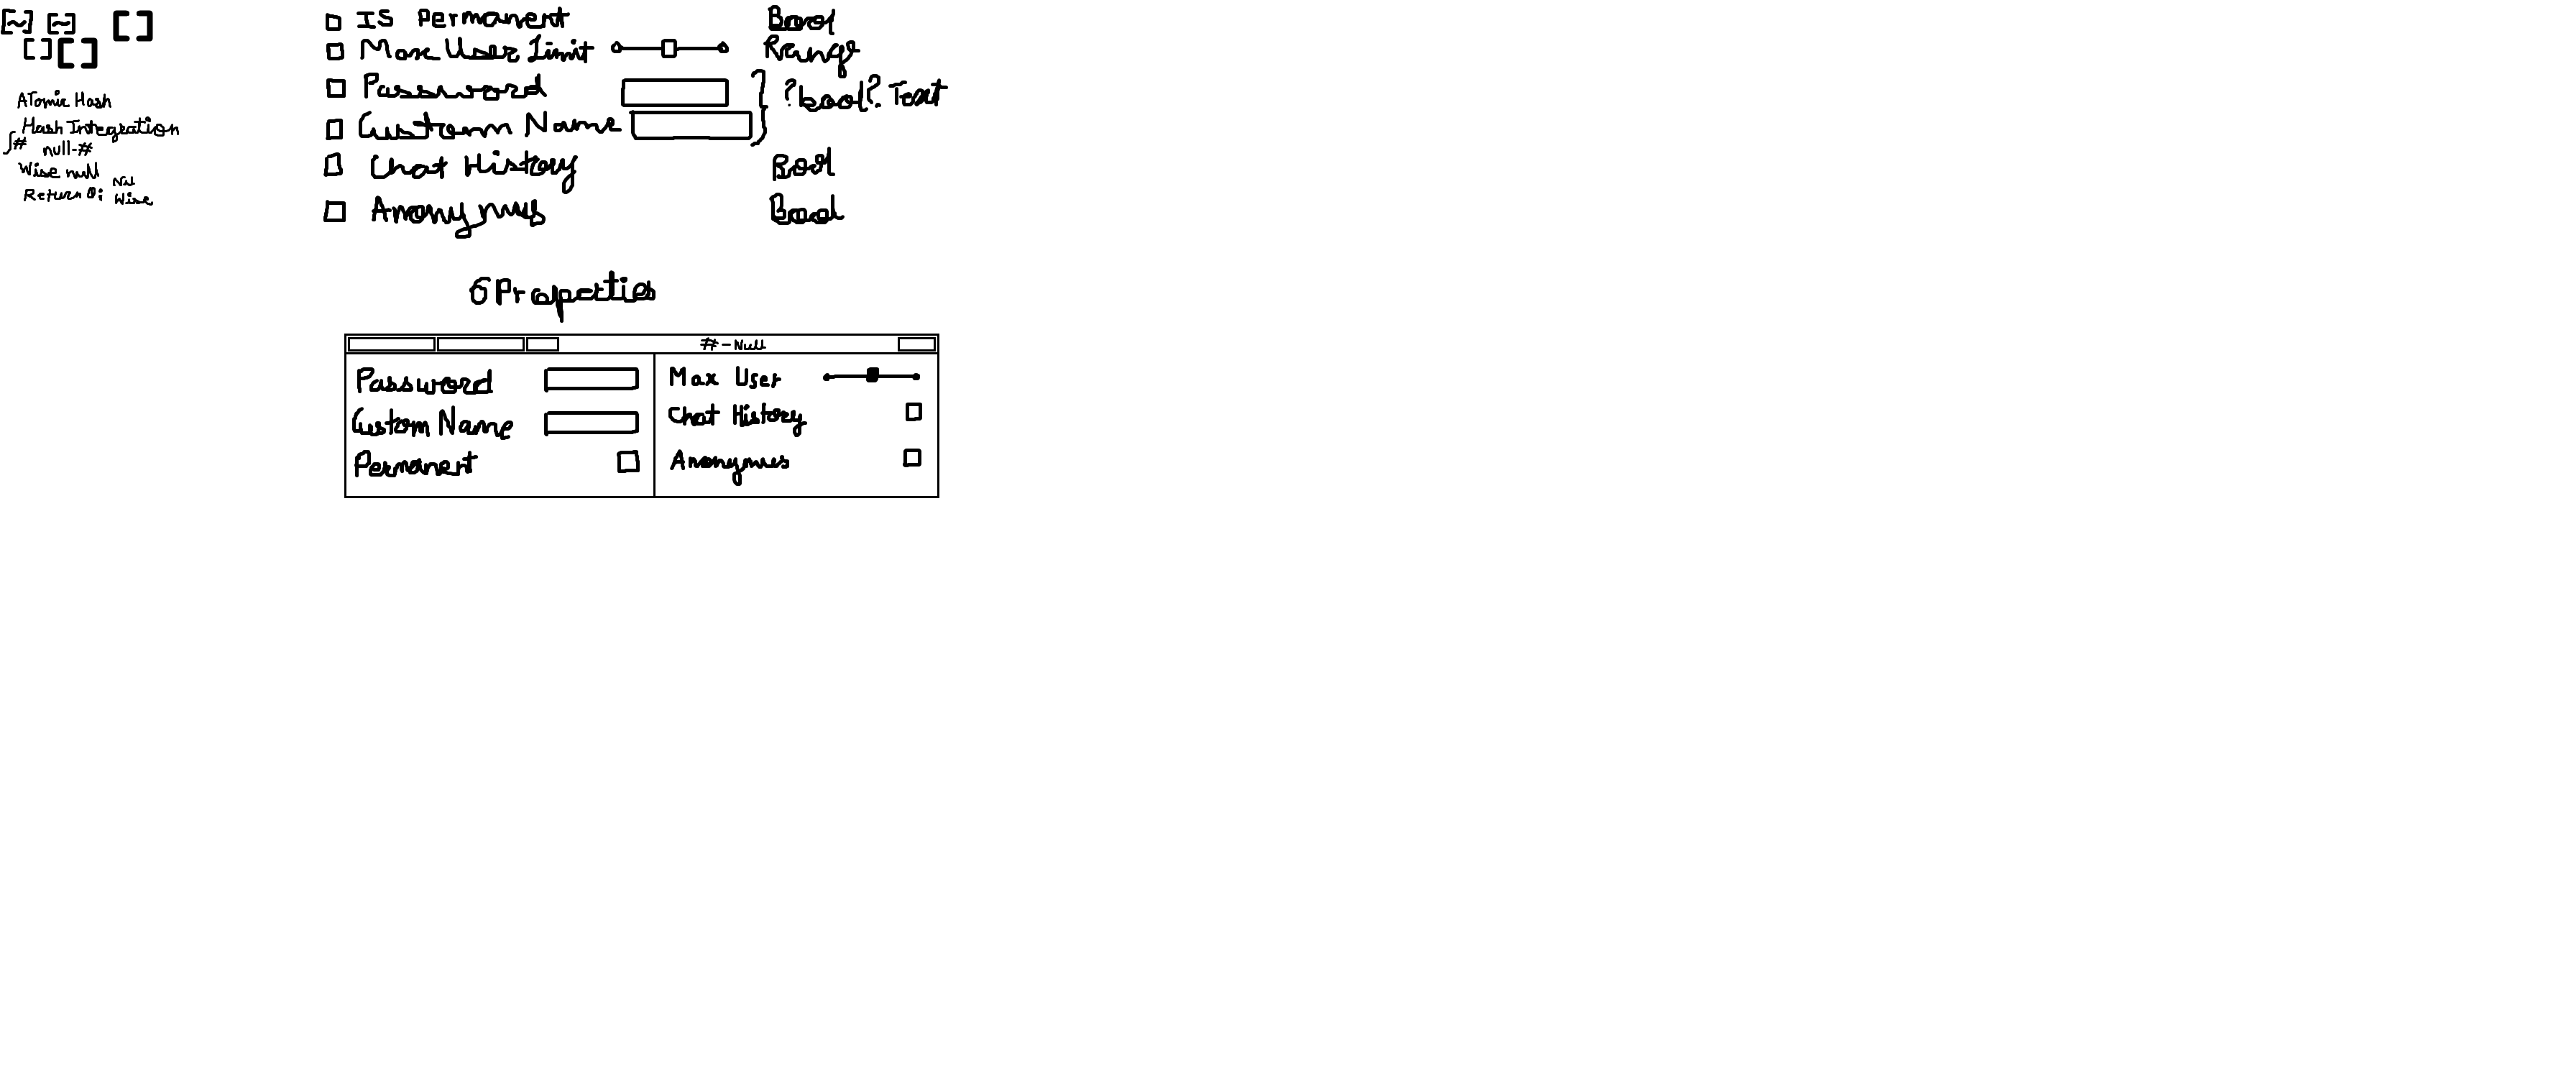 [~] [~] [ ]
[ ] [ ]
ATomic Hash
Hash Integration
∫# null-#
Wise null
Return 0; Nul Wise
IS Permanent Bool
Max User Limit Range
Password
Custom Name ?bool?.Text
Chat History Bool
Anonymus Bool
6 Properties
#-Null
Password Max User
Custom Name Chat History
Permanent Anonymus